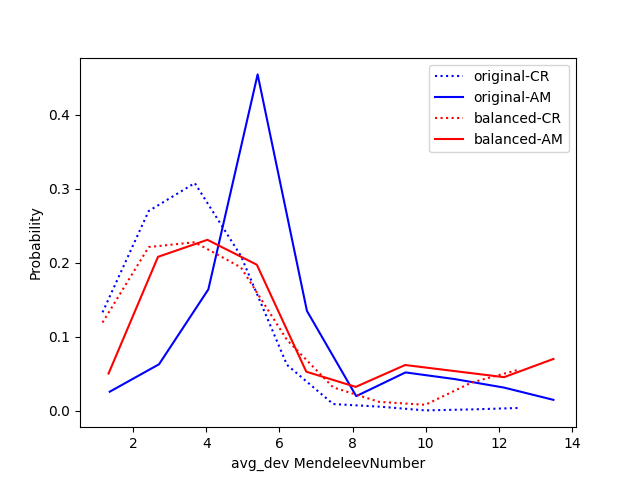 original-CR
original-AM
balanced-CR
balanced-AM
Probability
0.4
0.3
0.2
0.1
0.0
2 4 6 8 10 12 14
avg_dev MendeleevNumber